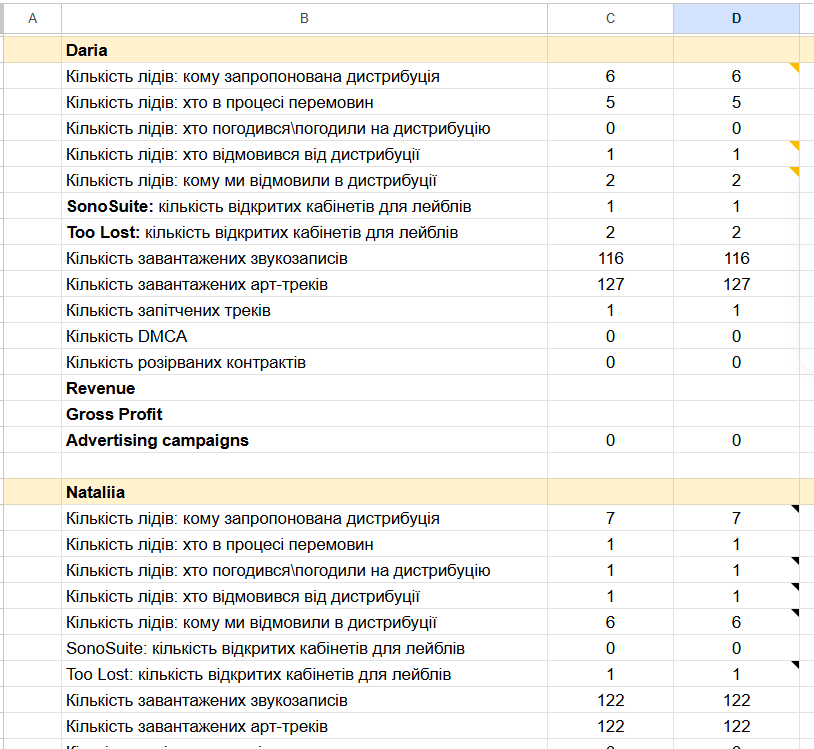 A B C D
Daria
Кількість лідів: кому запропонована дистрибуція 6 6
Кількість лідів: хто в процесі перемовин 5 5
Кількість лідів: хто погодився\погодили на дистрибуцію 0 0
Кількість лідів: хто відмовився від дистрибуції 1 1
Кількість лідів: кому ми відмовили в дистрибуції 2 2
SonoSuite: кількість відкритих кабінетів для лейблів 1 1
Too Lost: кількість відкритих кабінетів для лейблів 2 2
Кількість завантажених звукозаписів 116 116
Кількість завантажених арт-треків 127 127
Кількість запітчених треків 1 1
Кількість DMCA 0 0
Кількість розірваних контрактів 0 0
Revenue
Gross Profit
Advertising campaigns 0 0
Nataliia
Кількість лідів: кому запропонована дистрибуція 7 7
Кількість лідів: хто в процесі перемовин 1 1
Кількість лідів: хто погодився\погодили на дистрибуцію 1 1
Кількість лідів: хто відмовився від дистрибуції 1 1
Кількість лідів: кому ми відмовили в дистрибуції 6 6
SonoSuite: кількість відкритих кабінетів для лейблів 0 0
Too Lost: кількість відкритих кабінетів для лейблів 1 1
Кількість завантажених звукозаписів 122 122
Кількість завантажених арт-треків 122 122